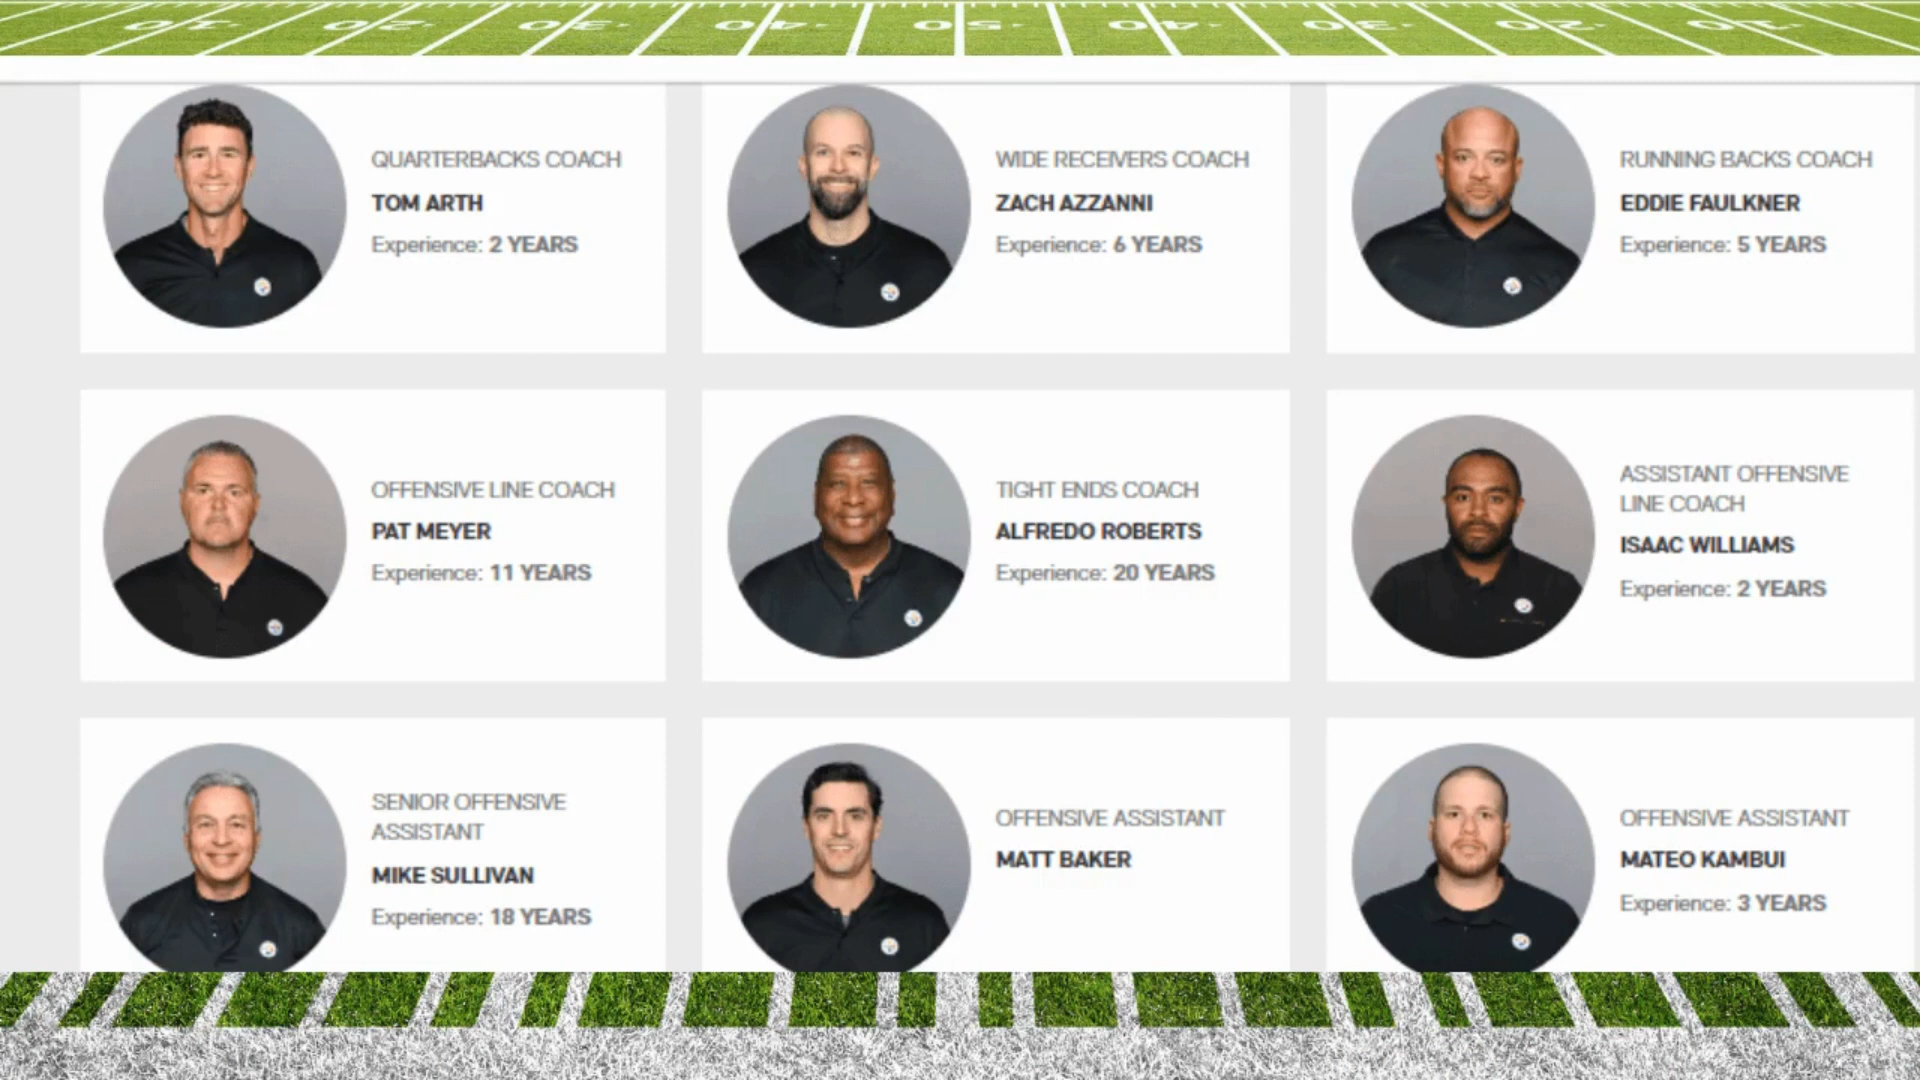 QUARTERBACKS COACH
TOM ARTH
Experience: 2 YEARS
WIDE RECEIVERS COACH
ZACH AZZANNI
Experience: 6 YEARS
RUNNING BACKS COACH
EDDIE FAULKNER
Experience: 5 YEARS
OFFENSIVE LINE COACH
PAT MEYER
Experience: 11 YEARS
TIGHT ENDS COACH
ALFREDO ROBERTS
Experience: 20 YEARS
ASSISTANT OFFENSIVE
LINE COACH
ISAAC WILLIAMS
Experience: 2 YEARS
SENIOR OFFENSIVE
ASSISTANT
MIKE SULLIVAN
Experience: 18 YEARS
OFFENSIVE ASSISTANT
MATT BAKER
OFFENSIVE ASSISTANT
MATEO KAMBUI
Experience: 3 YEARS